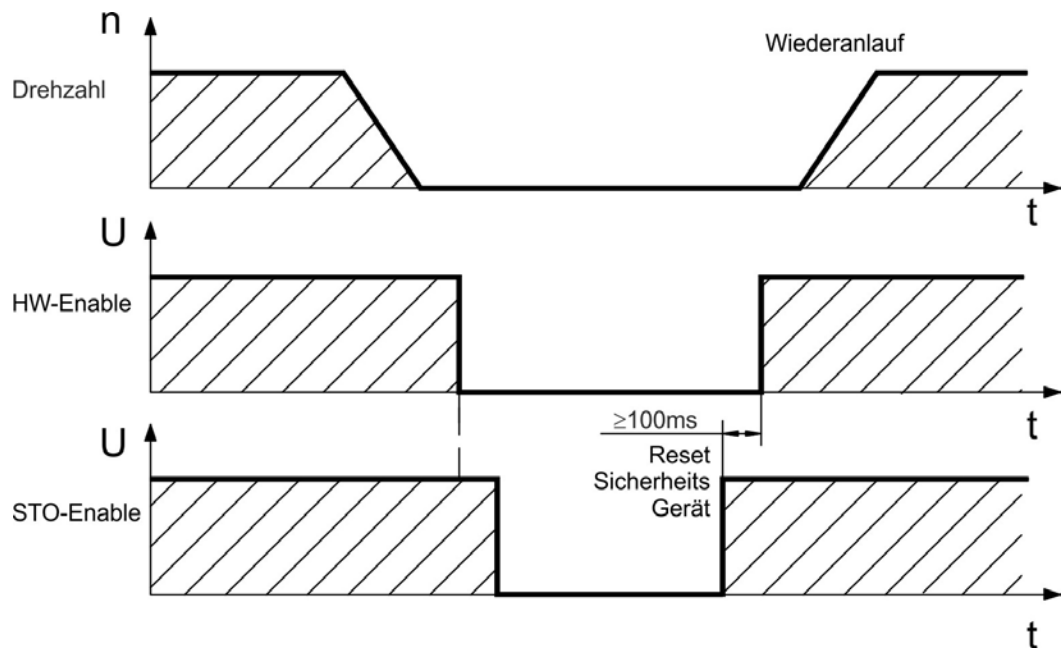 n
Wiederanlauf
Drehzahl
t
U
HW-Enable
t
≥100ms
U
Reset
Sicherheits
Gerät
STO-Enable
t